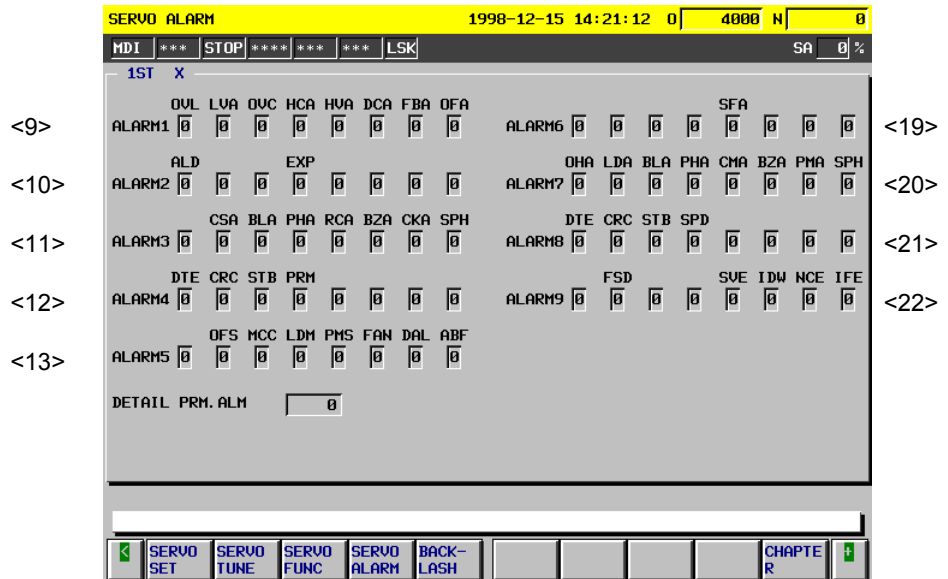 SERVO ALARM 1998-12-15 14:21:12 O 4000 N 0
MDI *** STOP **** *** *** LSK SA 0 %
1ST X
OVL LVA OVC HCA HVA DCA FBA OFA SFA
<9> ALARM1 0 0 0 0 0 0 0 0 ALARM6 0 0 0 0 0 0 0 0 <19>
ALD EXP OHA LDA BLA PHA CMA BZA PMA SPH
<10> ALARM2 0 0 0 0 0 0 0 0 ALARM7 0 0 0 0 0 0 0 0 <20>
CSA BLA PHA RCA BZA CKA SPH DTE CRC STB SPD
<11> ALARM3 0 0 0 0 0 0 0 0 ALARM8 0 0 0 0 0 0 0 0 <21>
DTE CRC STB PRM FSD SVE IDW NCE IFE
<12> ALARM4 0 0 0 0 0 0 0 0 ALARM9 0 0 0 0 0 0 0 0 <22>
OFS MCC LDM PMS FAN DAL ABF
<13> ALARM5 0 0 0 0 0 0 0 0
DETAIL PRM.ALM 0
< SERVO SET SERVO TUNE SERVO FUNC SERVO ALARM BACK-LASH CHAPTER +